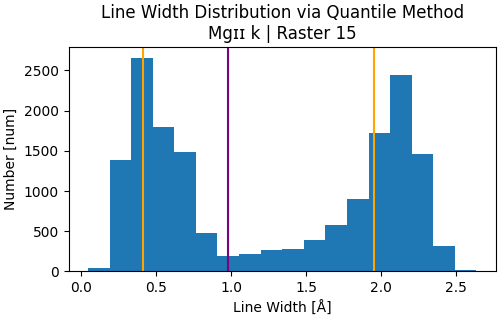 Line Width Distribution via Quantile Method
Mgɪɪ k | Raster 15
Number [num]
2500
2000
1500
1000
500
0
0.0 0.5 1.0 1.5 2.0 2.5
Line Width [Å]